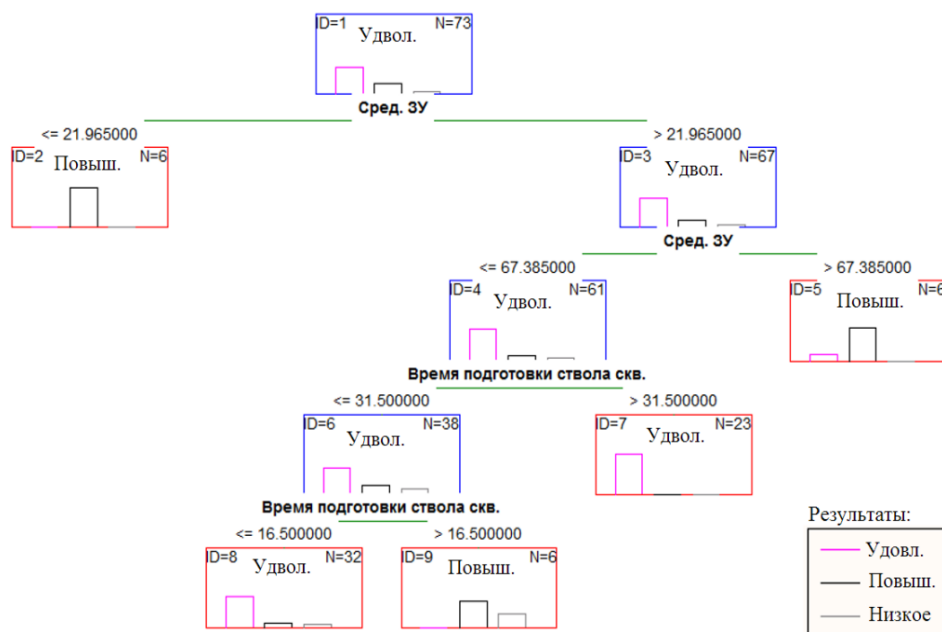 ID=1 N=73
Удвол.
Сред. ЗУ
<= 21.965000 > 21.965000
ID=2 N=6
Повыш.
ID=3 N=67
Удвол.
Сред. ЗУ
<= 67.385000 > 67.385000
ID=4 N=61
Удвол.
ID=5 N=6
Повыш.
Время подготовки ствола скв.
<= 31.500000 > 31.500000
ID=6 N=38
Удвол.
ID=7 N=23
Удвол.
Время подготовки ствола скв.
<= 16.500000 > 16.500000
ID=8 N=32
Удвол.
ID=9 N=6
Повыш.
Результаты:
Удовл.
Повыш.
Низкое